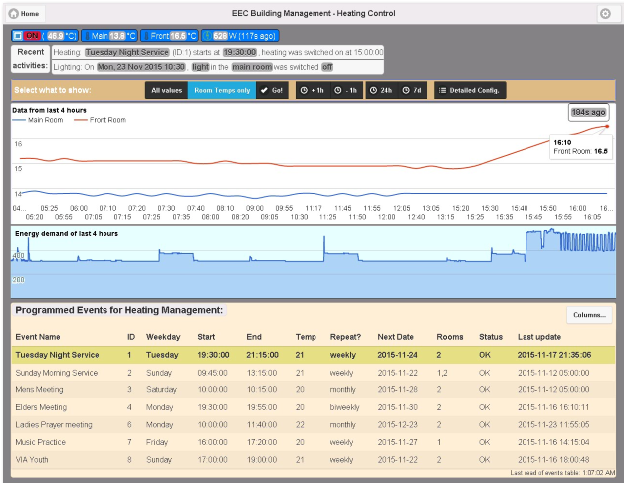 Home
EEC Building Management - Heating Control
ON ( 46.9 °C) Main 13.8 °C Front 16.5 °C 628 W (117s ago)
Recent activities:
Heating: Tuesday Night Service (ID 1) starts at 19:30:00, heating was switched on at 15:00:00
Lighting: On Mon, 23 Nov 2015 10:30, light in the main room was switched off
Select what to show: All values Room Temps only Go! +1h -1h 24h 7d Detailed Config.
Data from last 4 hours
184s ago
Main Room Front Room
16:10
Front Room: 16.5
16
15
14
04... 06:10 06:40 07:10 07:20 07:50 08:10 08:40 09:00 12:05 13:05 15:30 15:50 16:00 16...
05:20 05:55 07:05 07:15 07:35 08:00 08:20 09:05 10:35 11:25 11:50 12:40 13:15 15:45 15:55 16:05
Energy demand of last 4 hours
400
200
Programmed Events for Heating Management:
Columns...
Event Name ID Weekday Start End Temp Repeat? Next Date Rooms Status Last update
Tuesday Night Service 1 Tuesday 19:30:00 21:15:00 21 weekly 2015-11-24 2 OK 2015-11-17 21:35:06
Sunday Morning Service 2 Sunday 09:45:00 13:15:00 21 weekly 2015-11-22 1,2 OK 2015-11-12 05:00:00
Mens Meeting 3 Saturday 10:00:00 10:15:00 20 monthly 2015-11-28 2 OK 2015-11-12 05:00:00
Elders Meeting 4 Monday 19:30:00 19:55:00 20 biweekly 2015-11-30 2 OK 2015-11-16 16:10:11
Ladies Prayer meeting 6 Monday 10:00:00 11:40:00 22 monthly 2015-12-23 2 OK 2015-11-23 11:55:05
Music Practice 7 Friday 16:00:00 17:20:00 20 weekly 2015-11-27 1 OK 2015-11-16 14:15:04
VIA Youth 8 Sunday 17:00:00 19:00:00 21 weekly 2015-11-22 2 OK 2015-11-16 18:00:48
Last read of events table: 1:07:02 AM